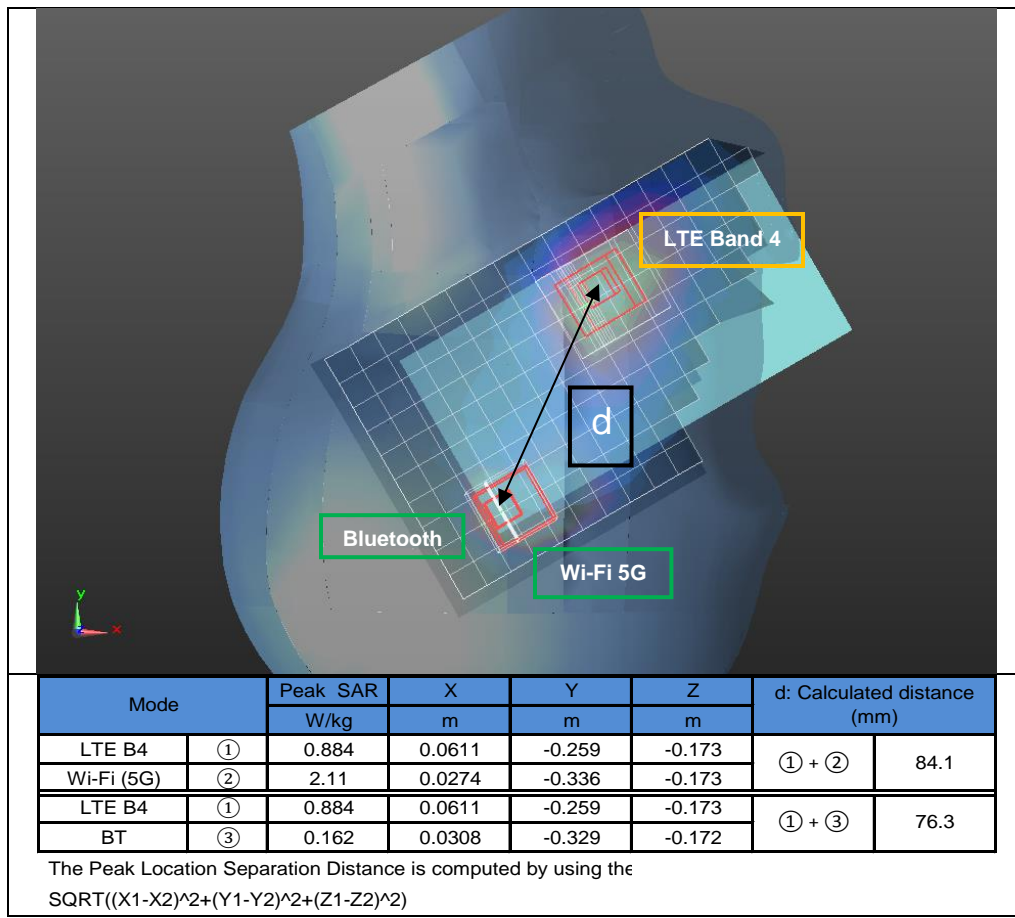 LTE Band 4
d
Bluetooth
Wi-Fi 5G
y
x
Mode Peak SAR X Y Z d: Calculated distance (mm)
W/kg m m m
LTE B4 ① 0.884 0.0611 -0.259 -0.173 ① + ② 84.1
Wi-Fi (5G) ② 2.11 0.0274 -0.336 -0.173
LTE B4 ① 0.884 0.0611 -0.259 -0.173 ① + ③ 76.3
BT ③ 0.162 0.0308 -0.329 -0.172
The Peak Location Separation Distance is computed by using the
SQRT((X1-X2)^2+(Y1-Y2)^2+(Z1-Z2)^2)